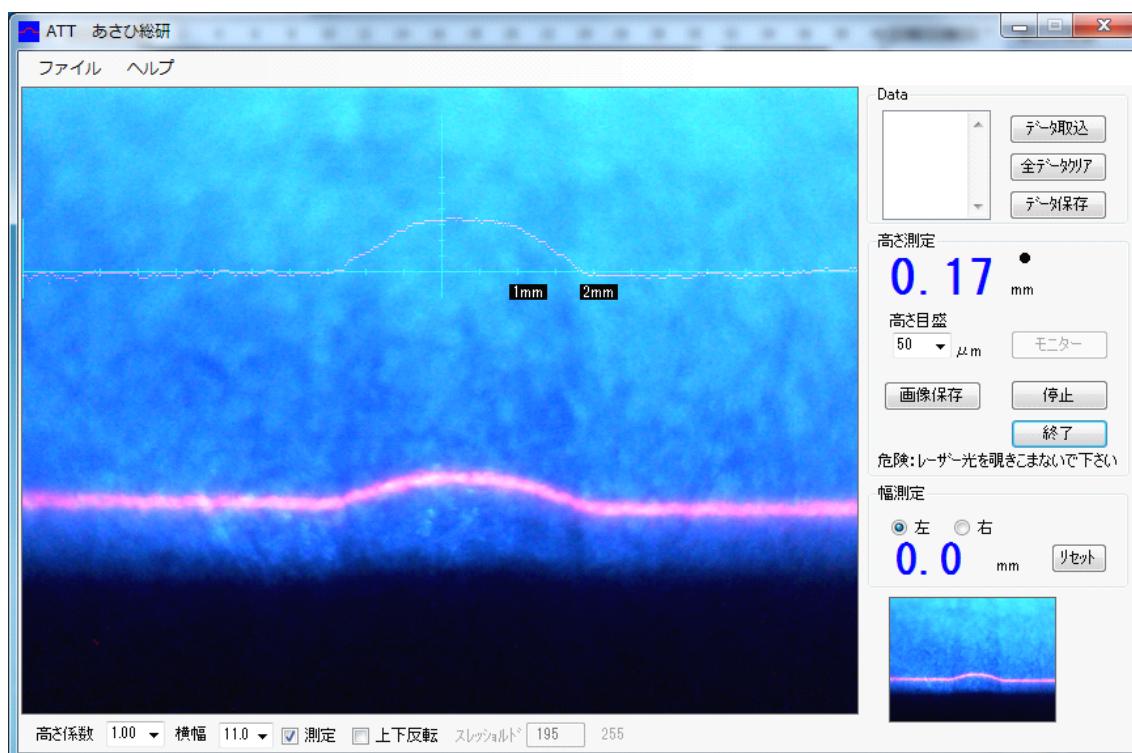 ATT あさひ総研
ファイル ヘルプ
Data
データ取込
全データクリア
データ保存
高さ測定
0.17 mm
高さ目盛
50 μm
モニター
画像保存
停止
終了
危険:レーザー光を覗きこまないで下さい
幅測定
左 右
0.0 mm
リセット
1mm 2mm
高さ係数 1.00 横幅 11.0 測定 上下反転 スレッショルド 195 255